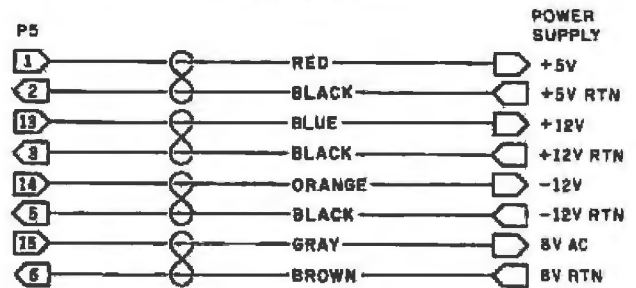 P5
POWER
SUPPLY
1 RED +5V
2 BLACK +5V RTN
13 BLUE +12V
3 BLACK +12V RTN
14 ORANGE -12V
5 BLACK -12V RTN
15 GRAY 8V AC
6 BROWN 8V RTN